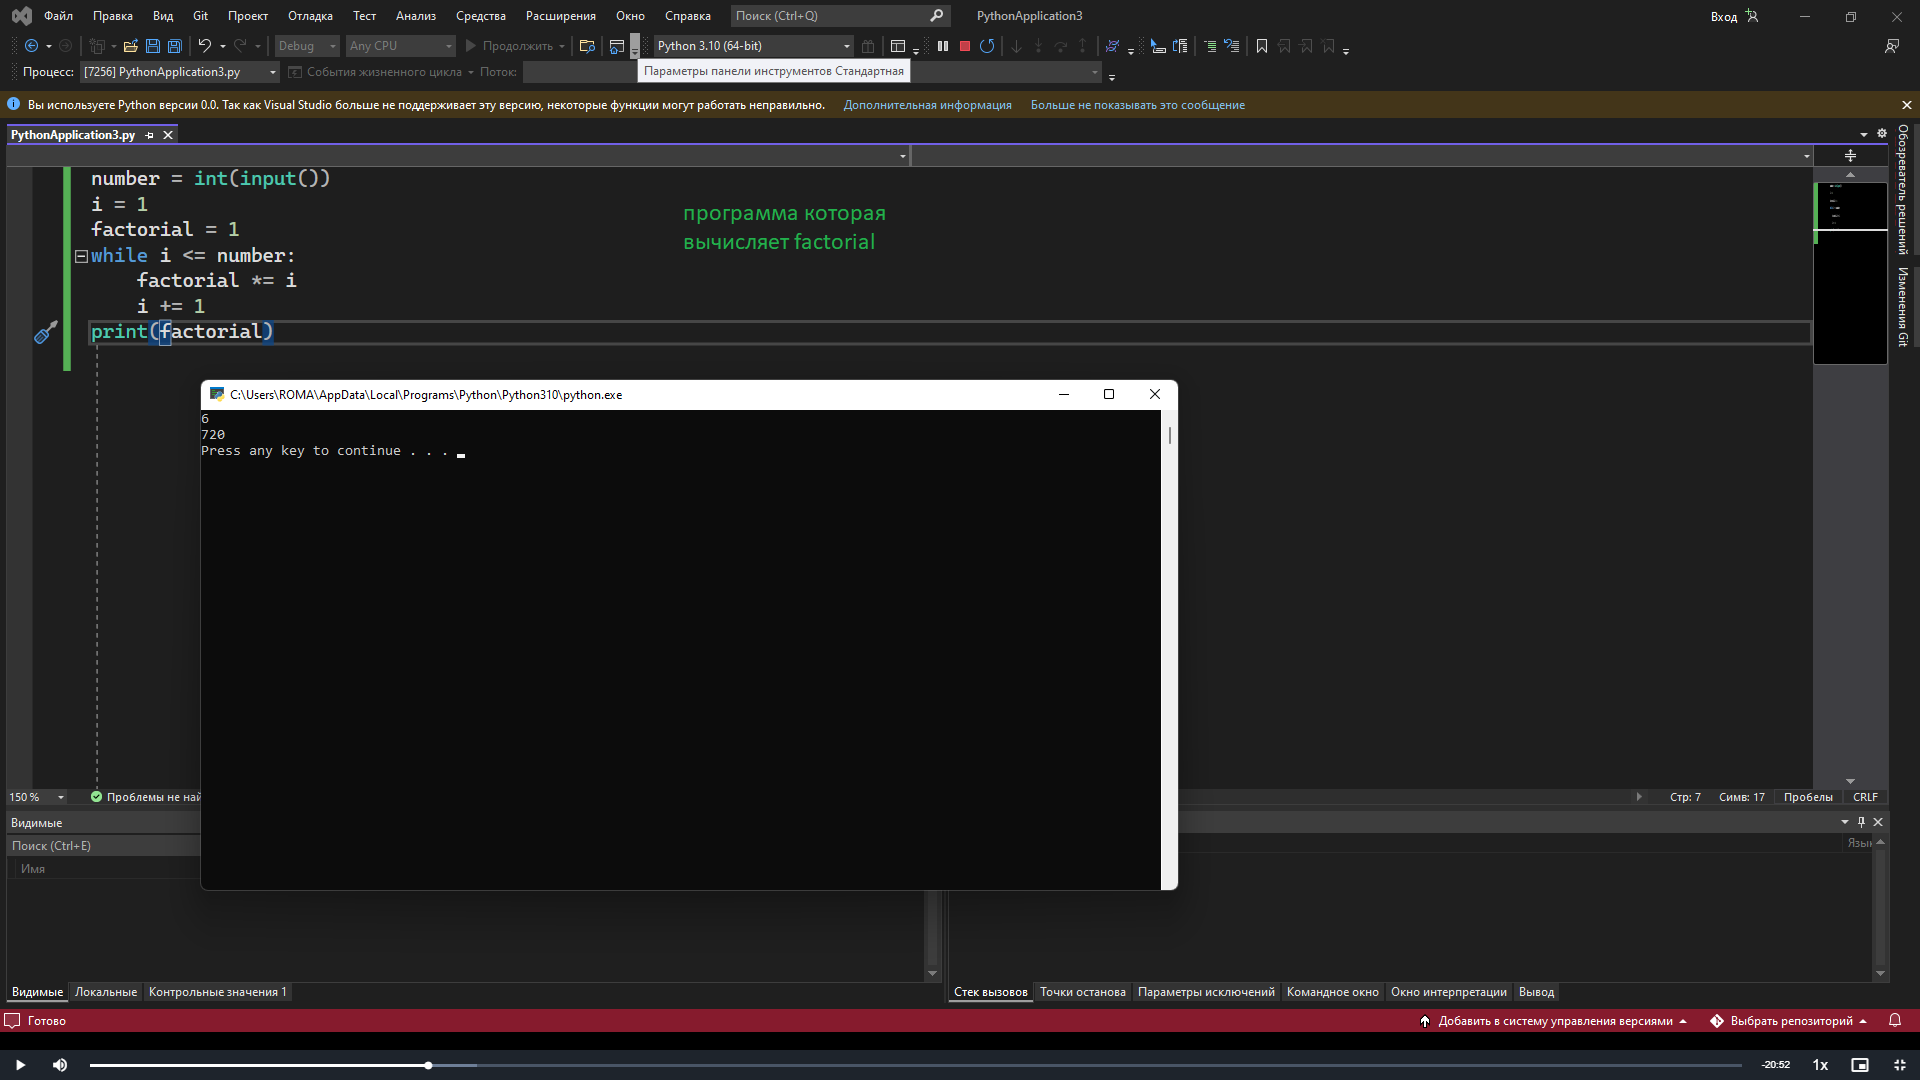 Файл Правка Вид Git Проект Отладка Тест Анализ Средства Расширения Окно Справка Поиск (Ctrl+Q) PythonApplication3 Вход
Debug Any CPU Продолжить Python 3.10 (64-bit)
Процесс: [7256] PythonApplication3.py События жизненного цикла Поток: Параметры панели инструментов Стандартная
Вы используете Python версии 0.0. Так как Visual Studio больше не поддерживает эту версию, некоторые функции могут работать неправильно. Дополнительная информация Больше не показывать это сообщение
PythonApplication3.py
number = int(input())
i = 1
factorial = 1
while i <= number:
    factorial *= i
    i += 1
print(factorial)
программа которая
вычисляет factorial
Обозреватель решений
Изменения Git
C:\Users\ROMA\AppData\Local\Programs\Python\Python310\python.exe
6
720
Press any key to continue . . .
150 % Проблемы не най Стр: 7 Симв: 17 Пробелы CRLF
Видимые
Поиск (Ctrl+E)
Имя
Язык
Видимые Локальные Контрольные значения 1
Стек вызовов Точки останова Параметры исключений Командное окно Окно интерпретации Вывод
Готово Добавить в систему управления версиями Выбрать репозиторий
-20:52 1x